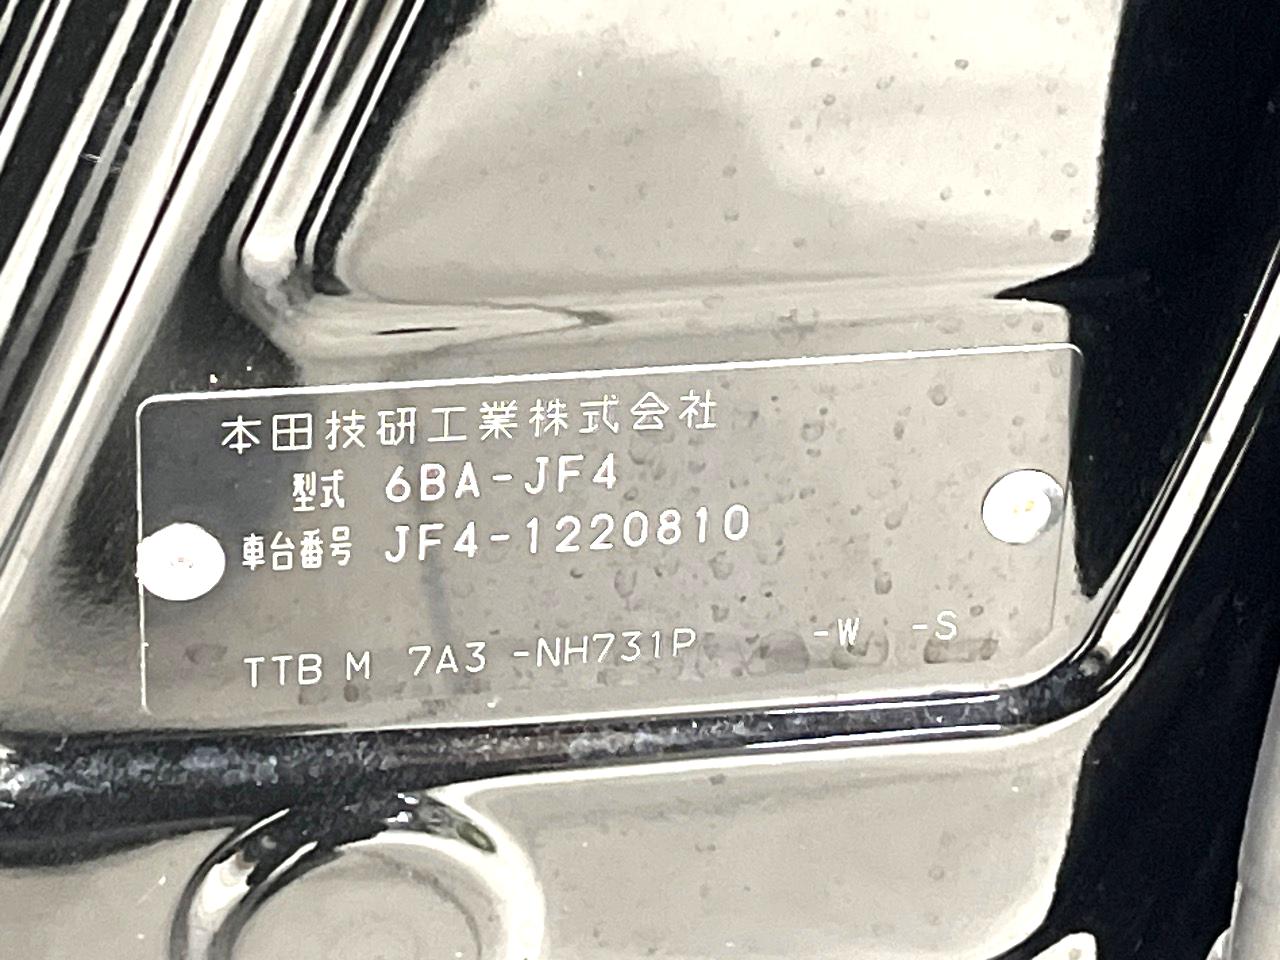 本田技研工業株式会社
型式 6BA-JF4
車台番号 JF4-1220810
TTB M 7A3 -NH731P -W -S